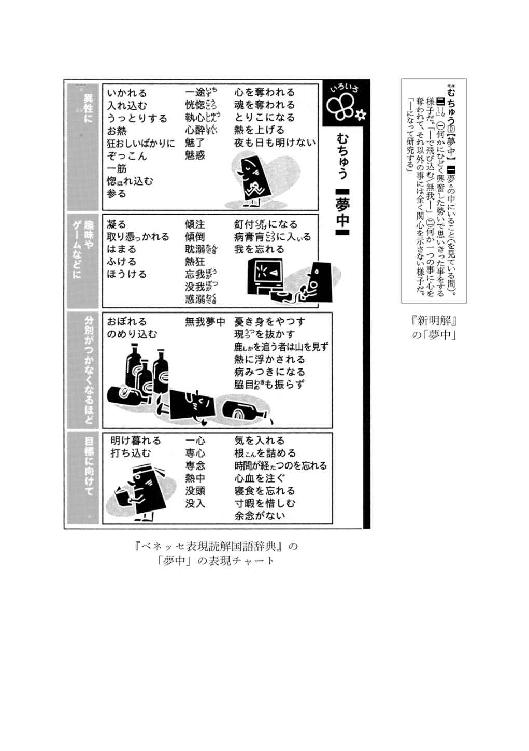 いろいろ
むちゅう 夢中
異性に
いかれる
入れ込む
うっとりする
お熱
狂おしいばかりに
ぞっこん
一筋
惚れ込む
参る
一途
恍惚
執心
心酔
魅了
魅惑
心を奪われる
魂を奪われる
とりこになる
熱を上げる
夜も日も明けない
趣味や
ゲームなどに
凝る
取り憑かれる
はまる
ふける
ほうける
傾注
傾倒
耽溺
熱狂
忘我
没我
惑溺
釘付けになる
病膏肓に入る
我を忘れる
分別がつかなくなるほど
おぼれる
のめり込む
無我夢中
憂き身をやつす
現を抜かす
鹿を追う者は山を見ず
熱に浮かされる
病みつきになる
脇目も振らず
目標に向けて
明け暮れる
打ち込む
一心
専心
専念
熱中
没頭
没入
気を入れる
根を詰める
時間が経つのを忘れる
心血を注ぐ
寝食を忘れる
寸暇を惜しむ
余念がない
『ベネッセ表現読解国語辞典』の
「夢中」の表現チャート
むちゅう【夢中】夢の中にいること(を見ている間)。
何かにひどく興奮した勢いで思いきった事をする
様子だ。「―で飛び込む/無我―」何か一つの事に心を
奪われて、それ以外の事には全く関心を示さない様子だ。
「―になって研究する」
『新明解』
の「夢中」